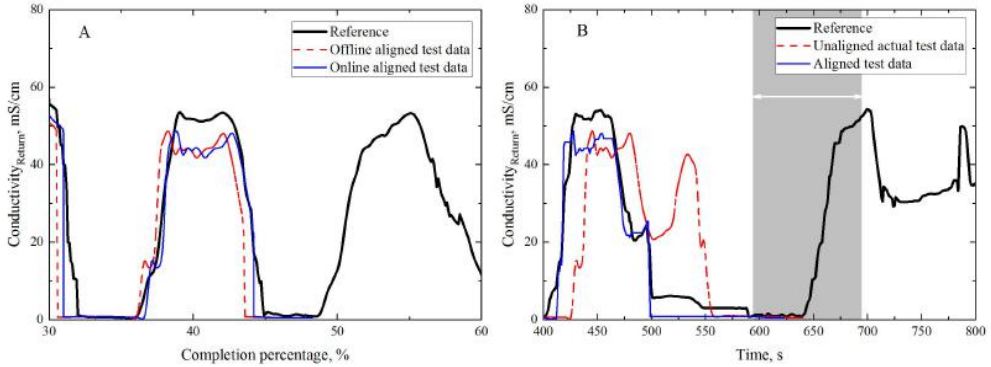 A
Reference
Offline aligned test data
Online aligned test data
80
60
40
20
0
Conductivity_Return, mS/cm
30
40
50
60
Completion percentage, %
B
Reference
Unaligned actual test data
Aligned test data
80
60
40
20
0
Conductivity_Return, mS/cm
400
450
500
550
600
650
700
750
800
Time, s